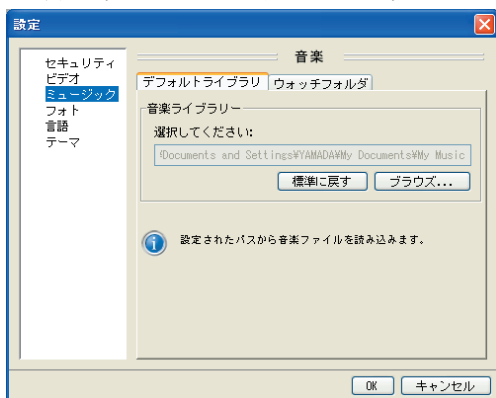 設定
セキュリティ
ビデオ
ミュージック
フォト
言語
テーマ
音楽
デフォルトライブラリ ウォッチフォルダ
音楽ライブラリー
選択してください:
Documents and Settings¥YAMADA¥My Documents¥My Music
標準に戻す ブラウズ...
設定されたパスから音楽ファイルを読み込みます。
OK キャンセル